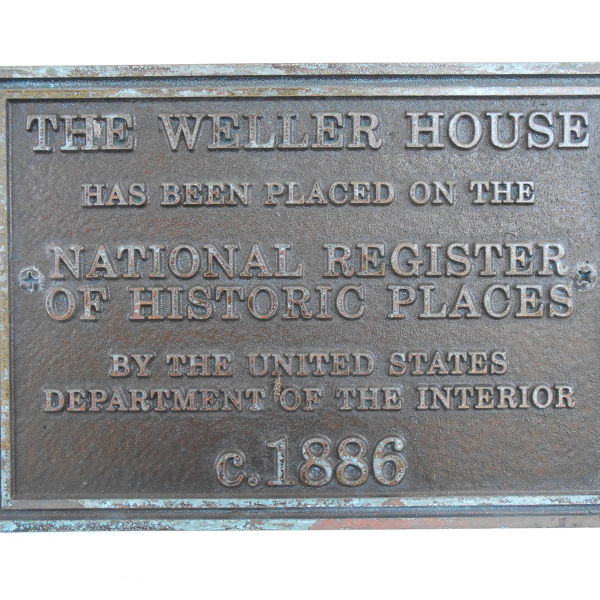 THE WELLER HOUSE
HAS BEEN PLACED ON THE
NATIONAL REGISTER
OF HISTORIC PLACES
BY THE UNITED STATES
DEPARTMENT OF THE INTERIOR
c.1886